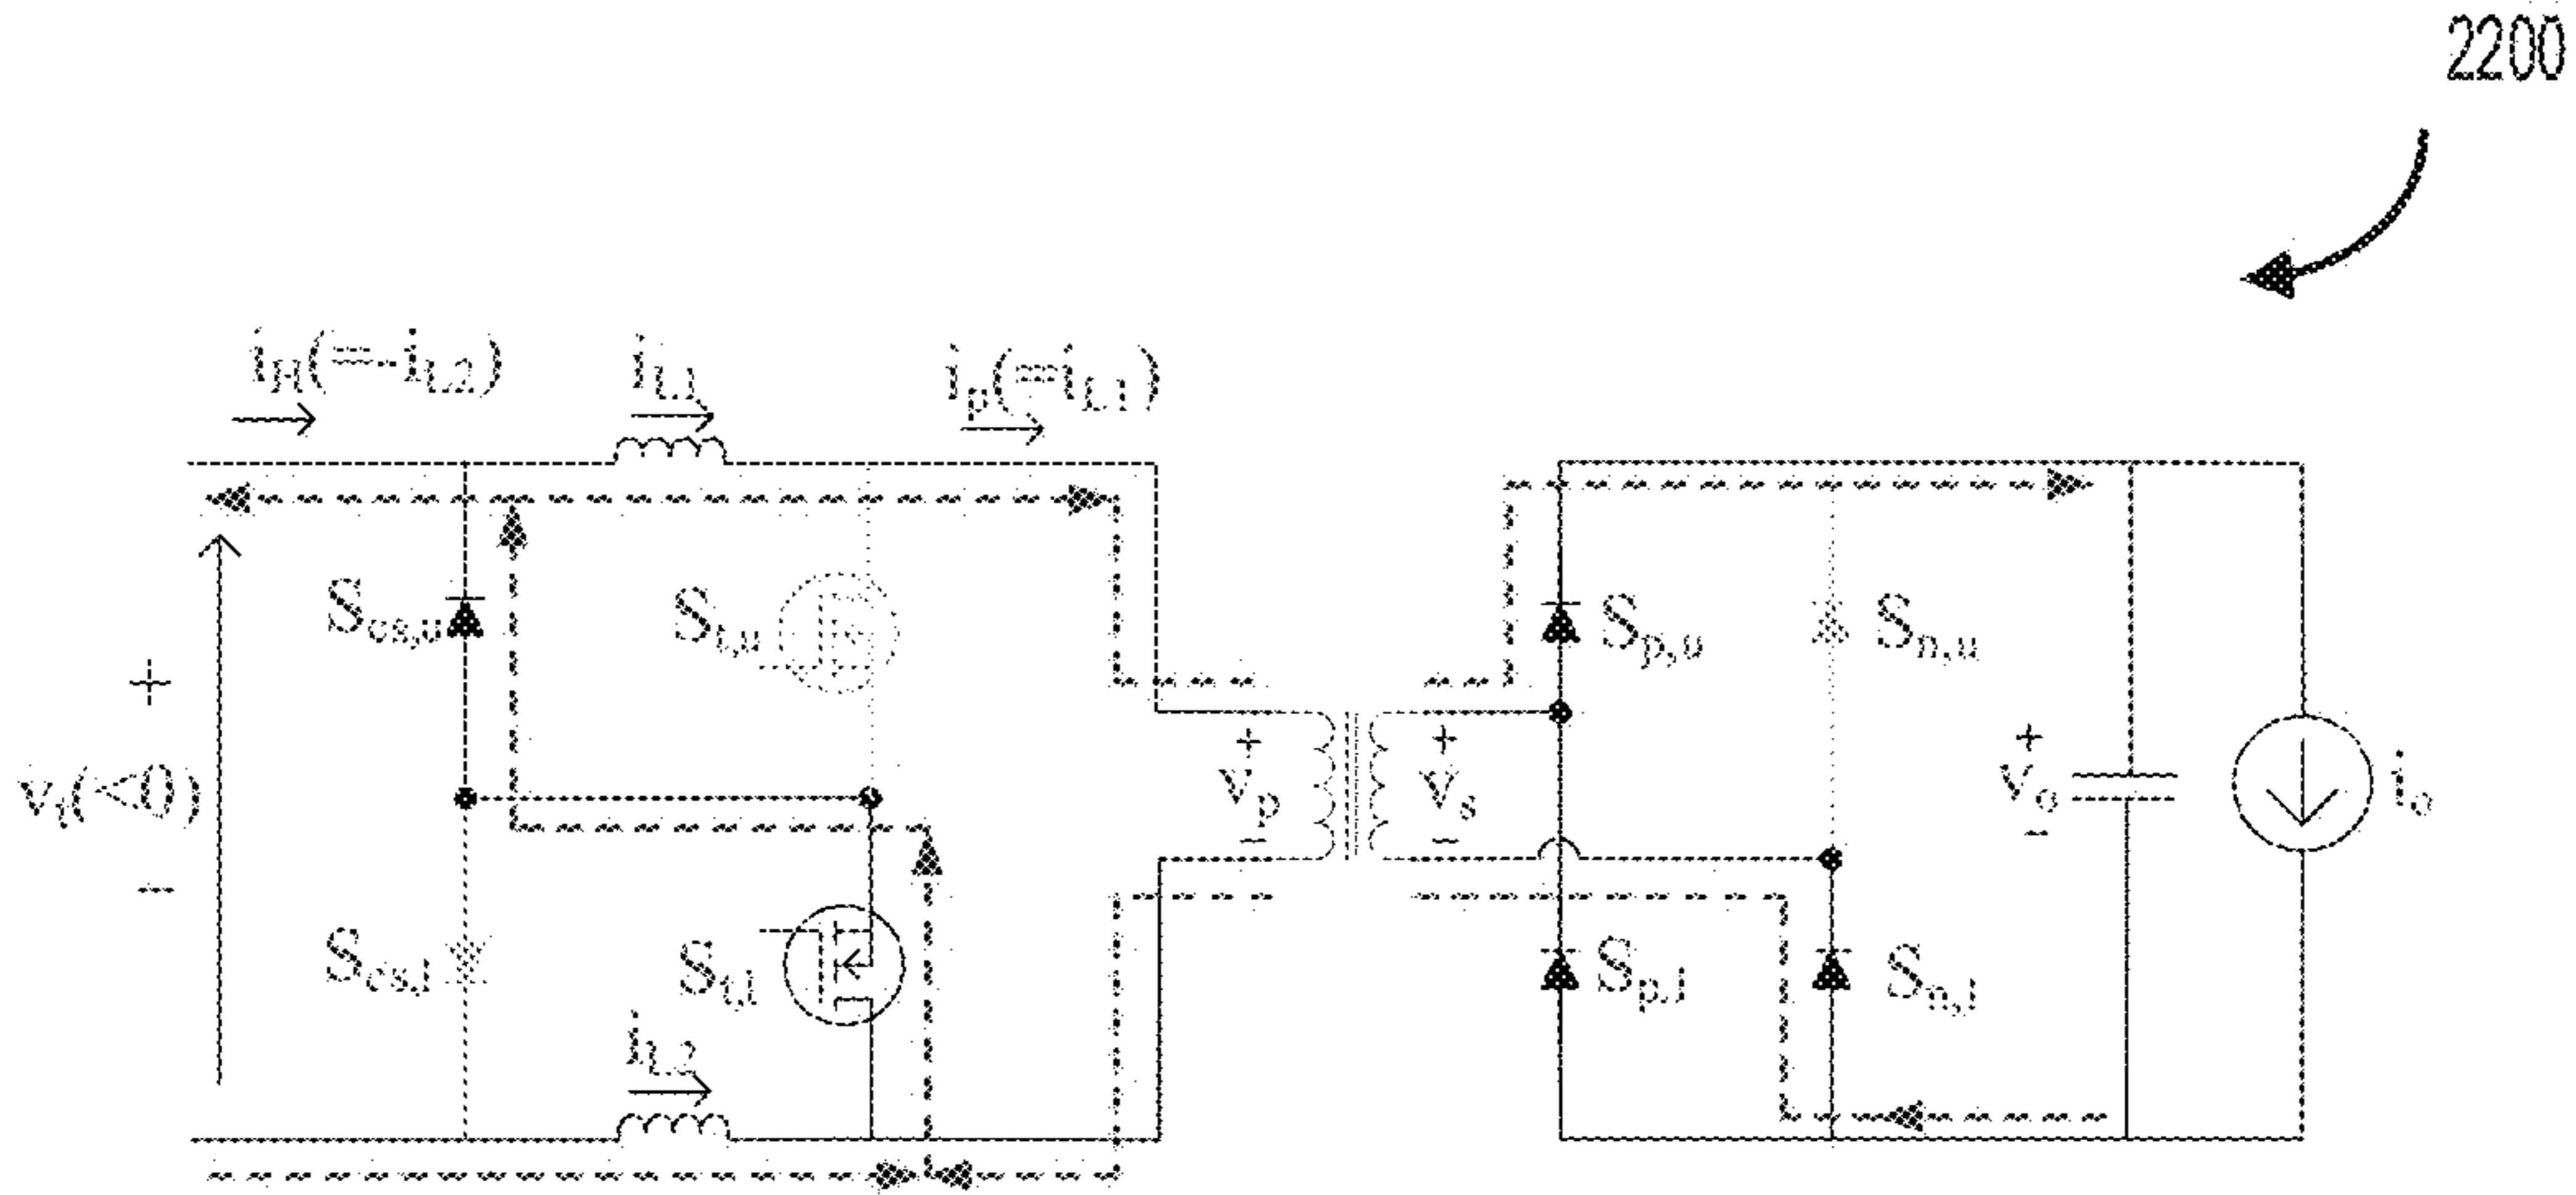 2200
i_H(=-i_L2)
i_L1
i_p(=i_L1)
S_cs,u
S_t,u
S_p,u
S_n,u
+
v_t(<0)
-
+
v_p
-
+
v_s
-
+
v_o
-
i_o
S_cs,l
S_t,l
S_p,l
S_n,l
i_L2